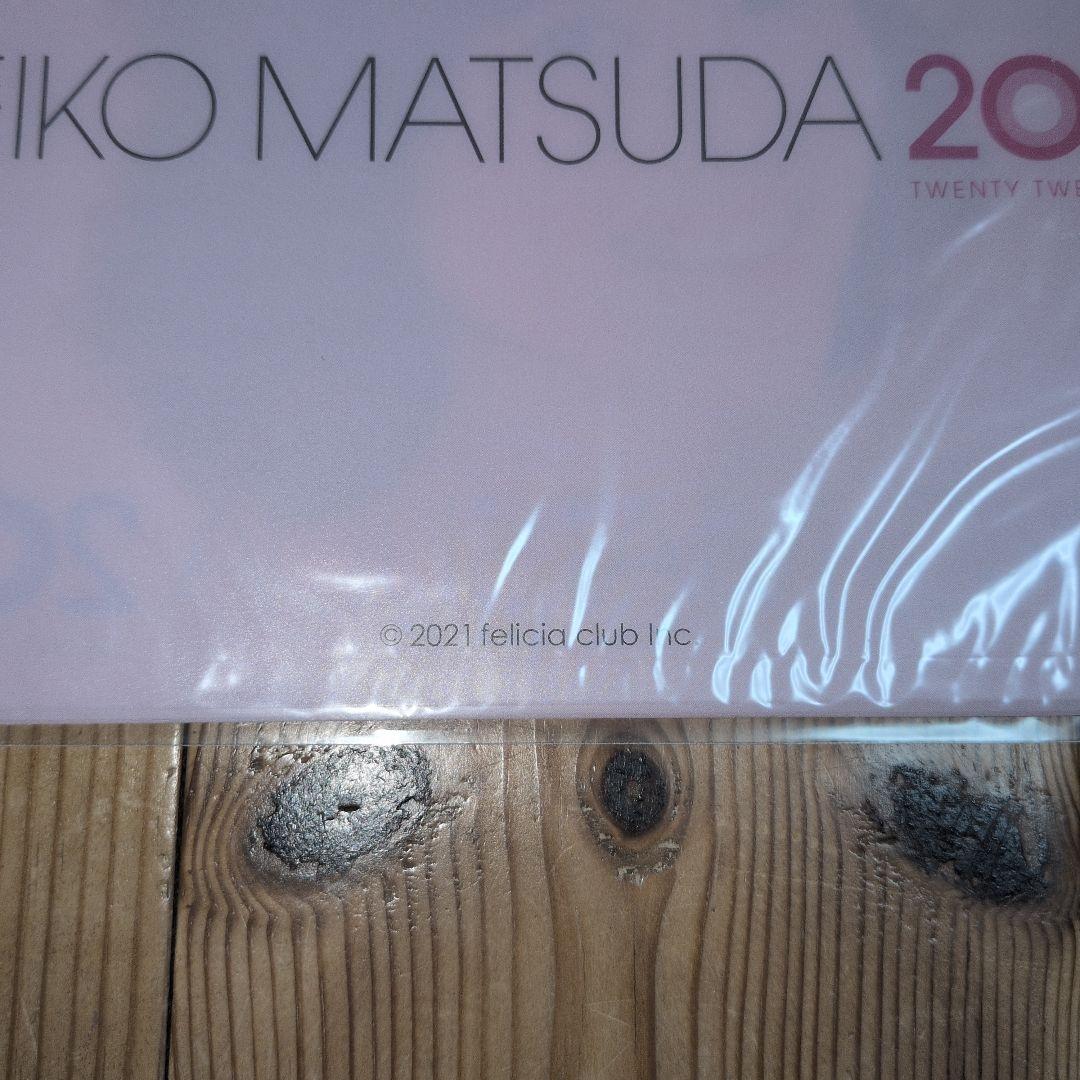 EIKO MATSUDA 20
TWENTY TWE
© 2021 felicia club Inc